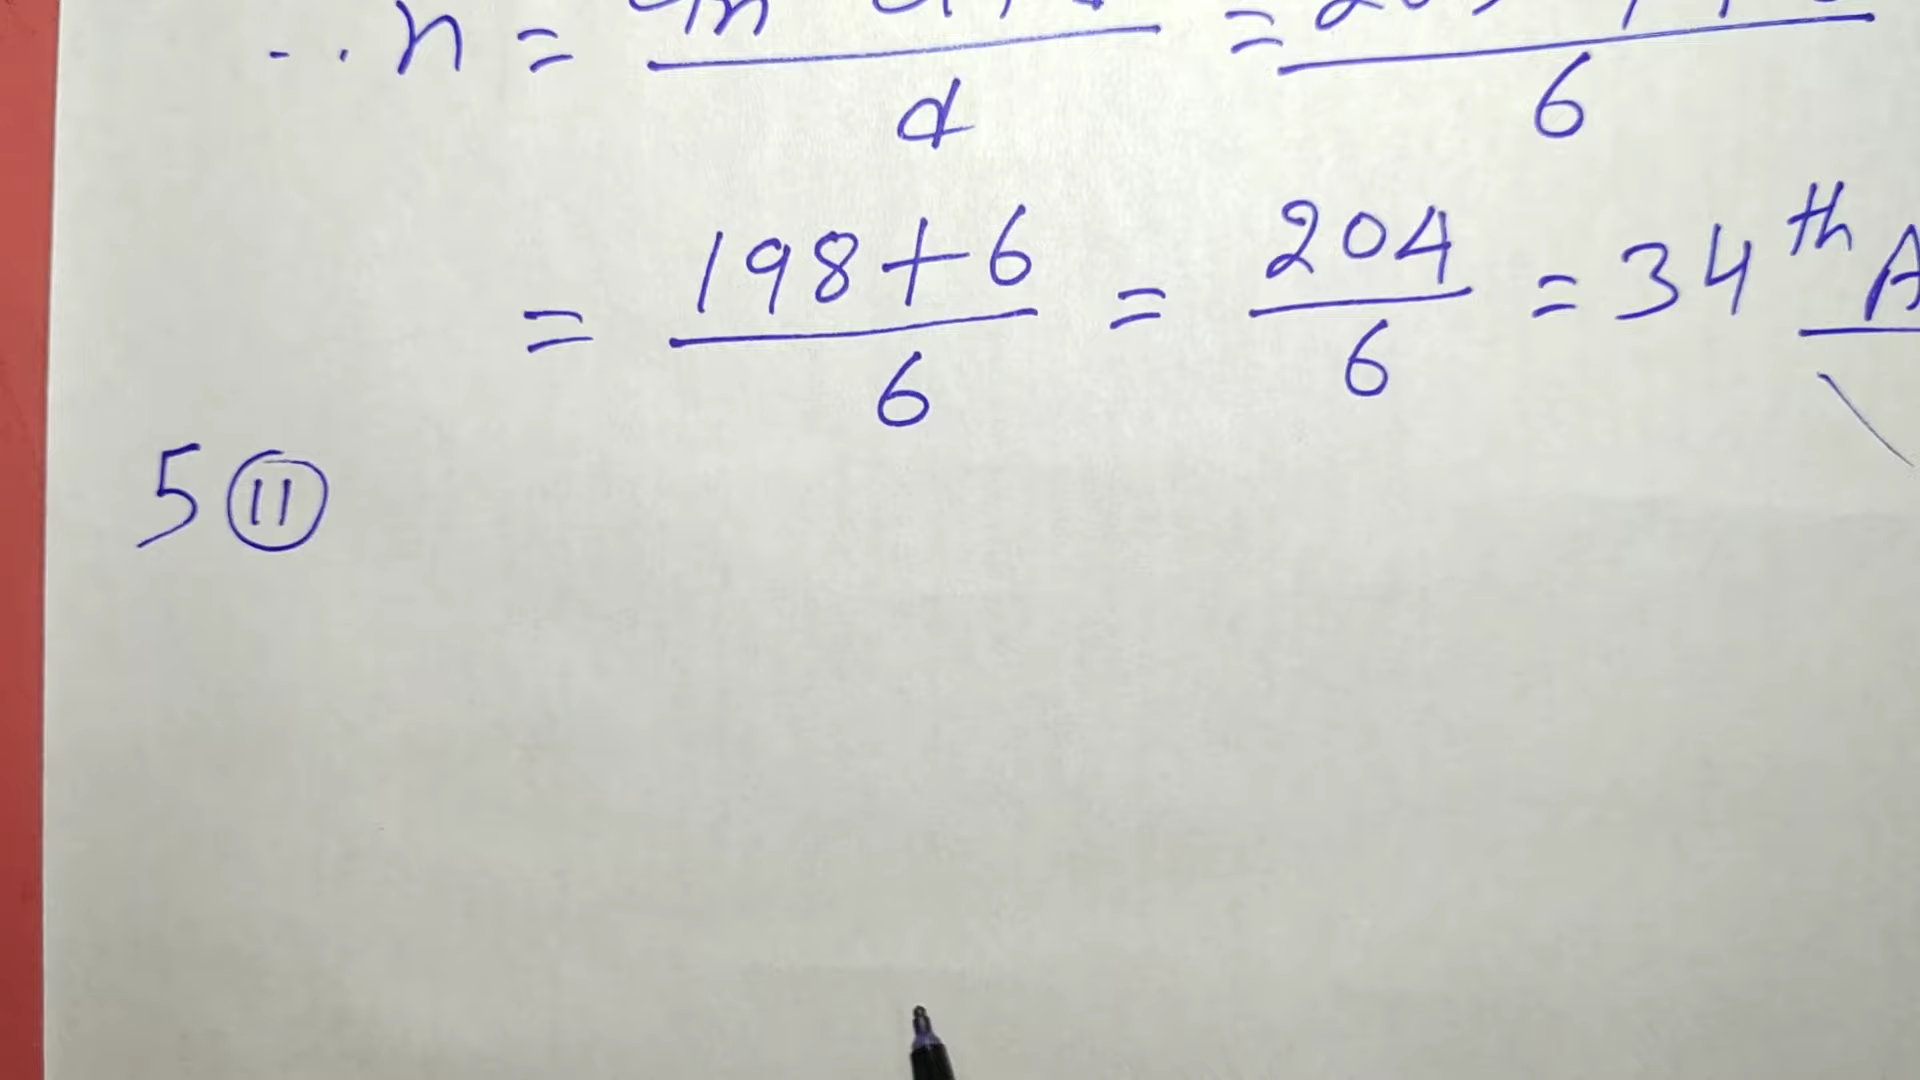 ∴ n = / d = / 6
= 198+6 / 6 = 204 / 6 = 34th
5 (11)